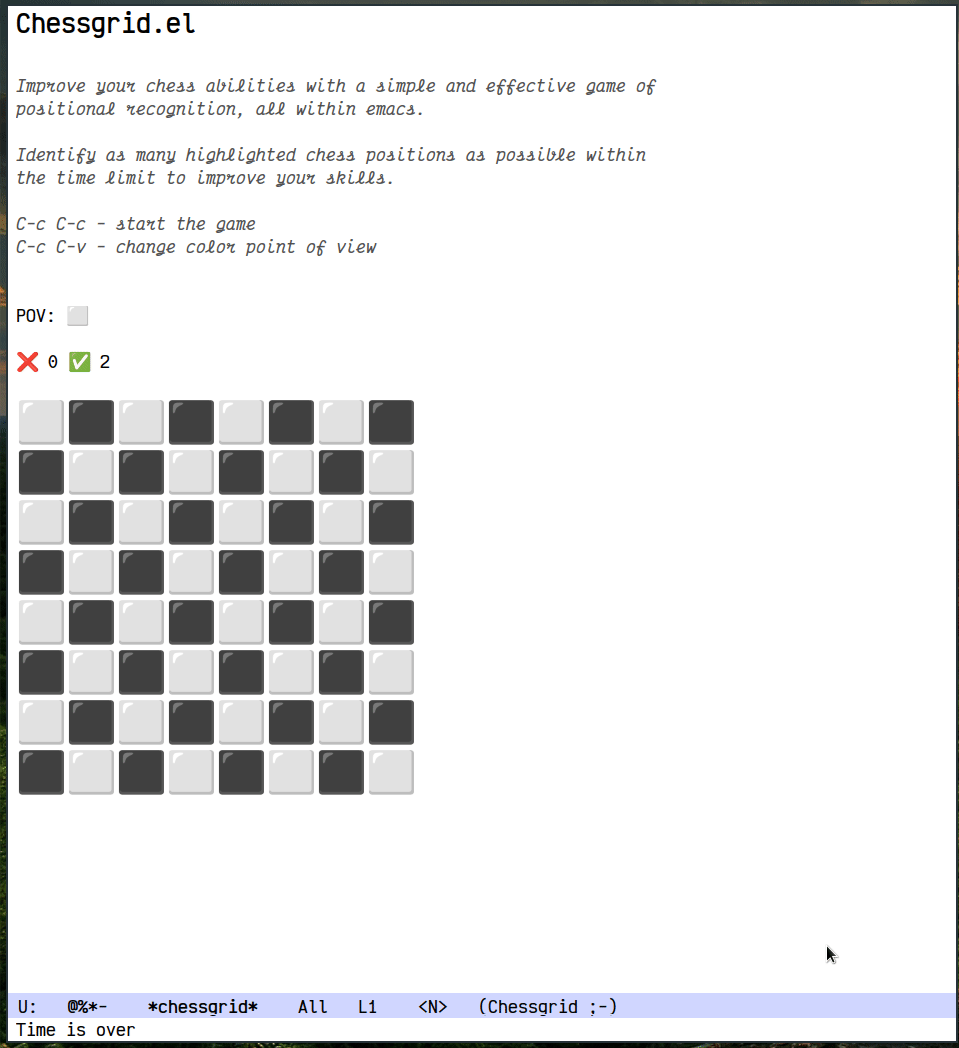 Chessgrid.el
Improve your chess abilities with a simple and effective game of
positional recognition, all within emacs.
Identify as many highlighted chess positions as possible within
the time limit to improve your skills.
C-c C-c - start the game
C-c C-v - change color point of view
POV: ⬜
❌ 0 ✅ 2
U: @%*- *chessgrid* All L1 <N> (Chessgrid ;-)
Time is over